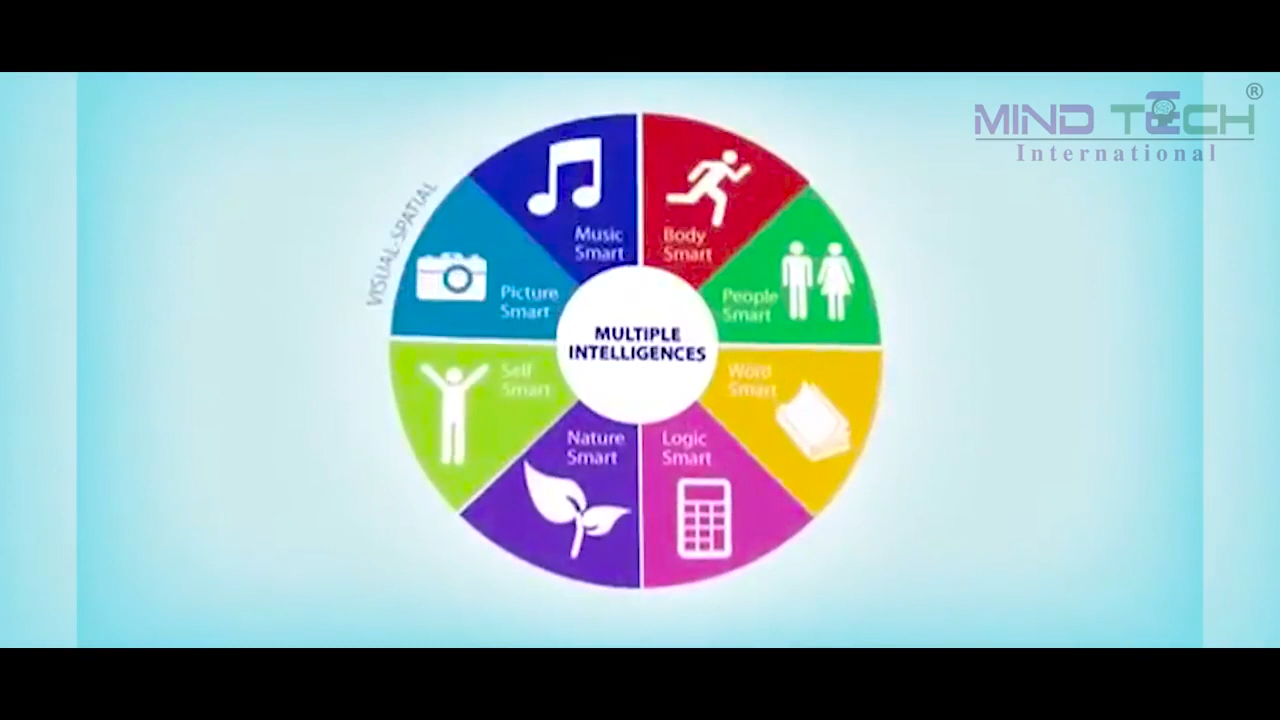 MIND TECH®
International
VISUAL-SPATIAL
Music
Smart
Body
Smart
Picture
Smart
People
Smart
MULTIPLE
INTELLIGENCES
Self
Smart
Word
Smart
Nature
Smart
Logic
Smart